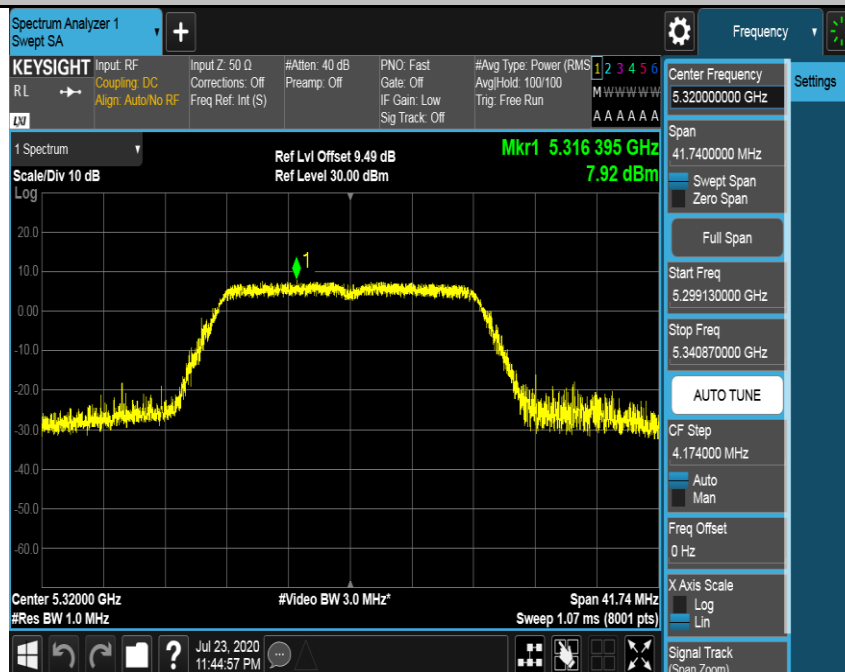 Spectrum Analyzer 1
Swept SA
+
Frequency
KEYSIGHT
RL
LXI
Input: RF
Coupling: DC
Align: Auto/No RF
Input Z: 50 Ω
Corrections: Off
Freq Ref: Int (S)
#Atten: 40 dB
Preamp: Off
PNO: Fast
Gate: Off
IF Gain: Low
Sig Track: Off
#Avg Type: Power (RMS
Avg|Hold: 100/100
Trig: Free Run
1 2 3 4 5 6
M W W W W W
A A A A A A
Center Frequency
5.320000000 GHz
Settings
1 Spectrum
Scale/Div 10 dB
Ref Lvl Offset 9.49 dB
Ref Level 30.00 dBm
Mkr1 5.316 395 GHz
7.92 dBm
Log
20.0
10.0
0.00
-10.0
-20.0
-30.0
-40.0
-50.0
-60.0
1
Center 5.32000 GHz
#Res BW 1.0 MHz
#Video BW 3.0 MHz*
Span 41.74 MHz
Sweep 1.07 ms (8001 pts)
Span
41.7400000 MHz
Swept Span
Zero Span
Full Span
Start Freq
5.299130000 GHz
Stop Freq
5.340870000 GHz
AUTO TUNE
CF Step
4.174000 MHz
Auto
Man
Freq Offset
0 Hz
X Axis Scale
Log
Lin
Signal Track
(Span Zoom)
?
Jul 23, 2020
11:44:57 PM